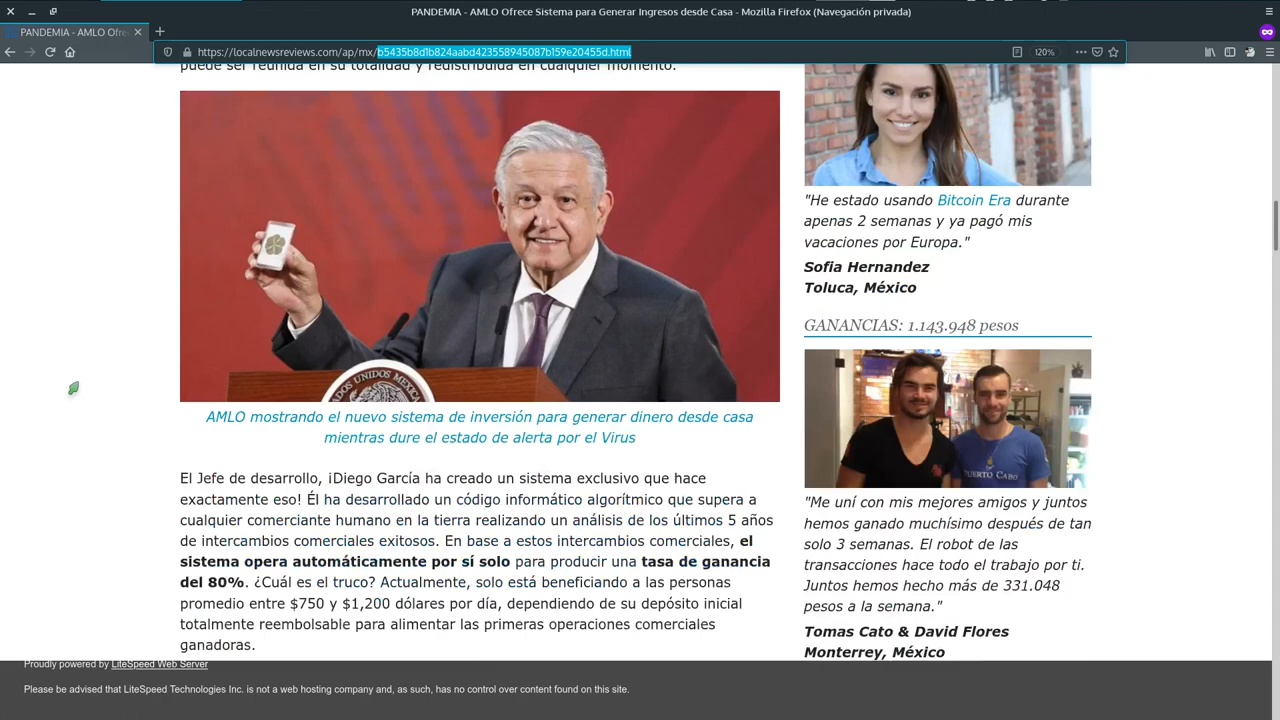 PANDEMIA - AMLO Ofrece Sistema para Generar Ingresos desde Casa - Mozilla Firefox (Navegación privada)
PANDEMIA - AMLO Ofre
https://localnewsreviews.com/ap/mx/b5435b8d1b824aabd423558945087b159e20455d.html
120%
puede ser reunida en su totalidad y redistribuida en cualquier momento.
ESTADOS UNIDOS MEXICANOS
AMLO mostrando el nuevo sistema de inversión para generar dinero desde casa
mientras dure el estado de alerta por el Virus
El Jefe de desarrollo, ¡Diego García ha creado un sistema exclusivo que hace
exactamente eso! Él ha desarrollado un código informático algorítmico que supera a
cualquier comerciante humano en la tierra realizando un análisis de los últimos 5 años
de intercambios comerciales exitosos. En base a estos intercambios comerciales, el
sistema opera automáticamente por sí solo para producir una tasa de ganancia
del 80%. ¿Cuál es el truco? Actualmente, solo está beneficiando a las personas
promedio entre $750 y $1,200 dólares por día, dependiendo de su depósito inicial
totalmente reembolsable para alimentar las primeras operaciones comerciales
ganadoras.
"He estado usando Bitcoin Era durante
apenas 2 semanas y ya pagó mis
vacaciones por Europa."
Sofia Hernandez
Toluca, México
GANANCIAS: 1.143.948 pesos
PUERTO CABO
"Me uní con mis mejores amigos y juntos
hemos ganado muchísimo después de tan
solo 3 semanas. El robot de las
transacciones hace todo el trabajo por ti.
Juntos hemos hecho más de 331.048
pesos a la semana."
Tomas Cato & David Flores
Monterrey, México
Proudly powered by LiteSpeed Web Server
Please be advised that LiteSpeed Technologies Inc. is not a web hosting company and, as such, has no control over content found on this site.